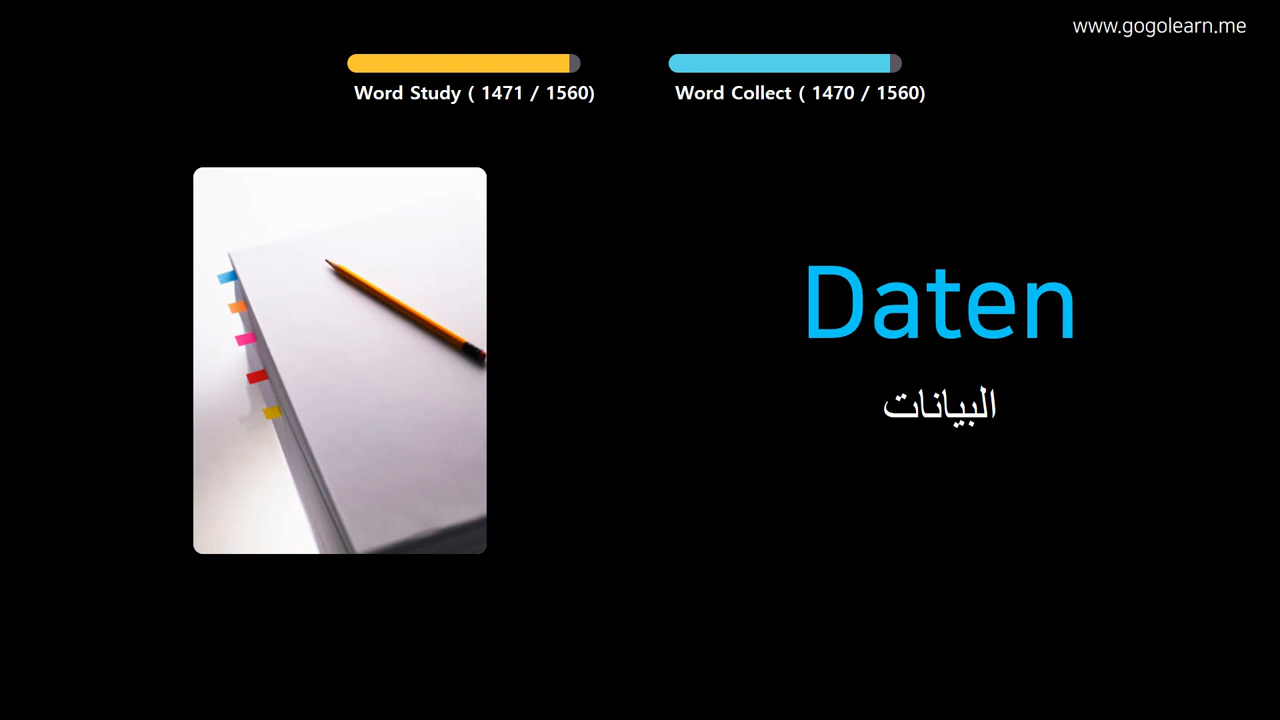 www.gogolearn.me
Word Study ( 1471 / 1560)
Word Collect ( 1470 / 1560)
Daten
البيانات